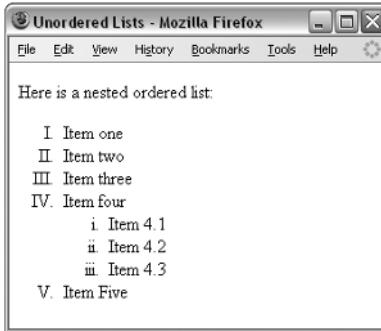 Unordered Lists - Mozilla Firefox
File Edit View History Bookmarks Tools Help
Here is a nested ordered list:
I. Item one
II. Item two
III. Item three
IV. Item four
i. Item 4.1
ii. Item 4.2
iii. Item 4.3
V. Item Five